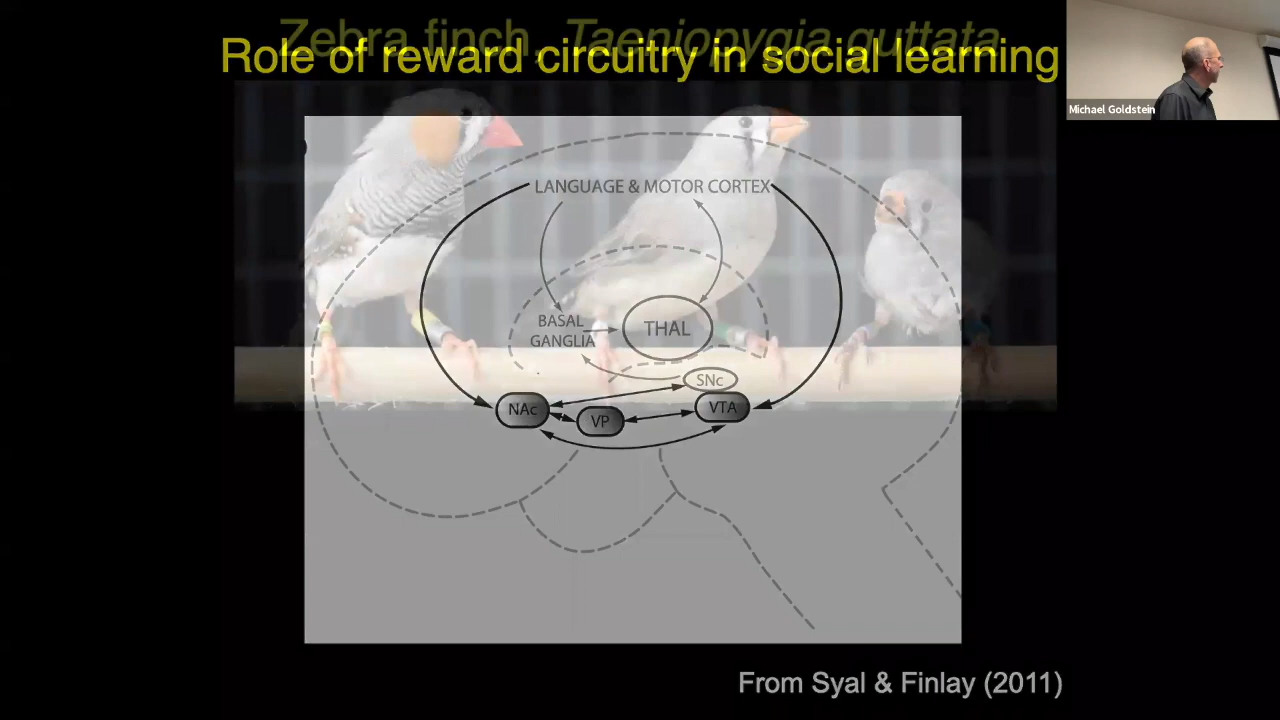 Zebra finch, Taeniopygia guttata
Role of reward circuitry in social learning
Michael Goldstein
LANGUAGE & MOTOR CORTEX
BASAL
GANGLIA
THAL
SNc
NAc
VP
VTA
From Syal & Finlay (2011)